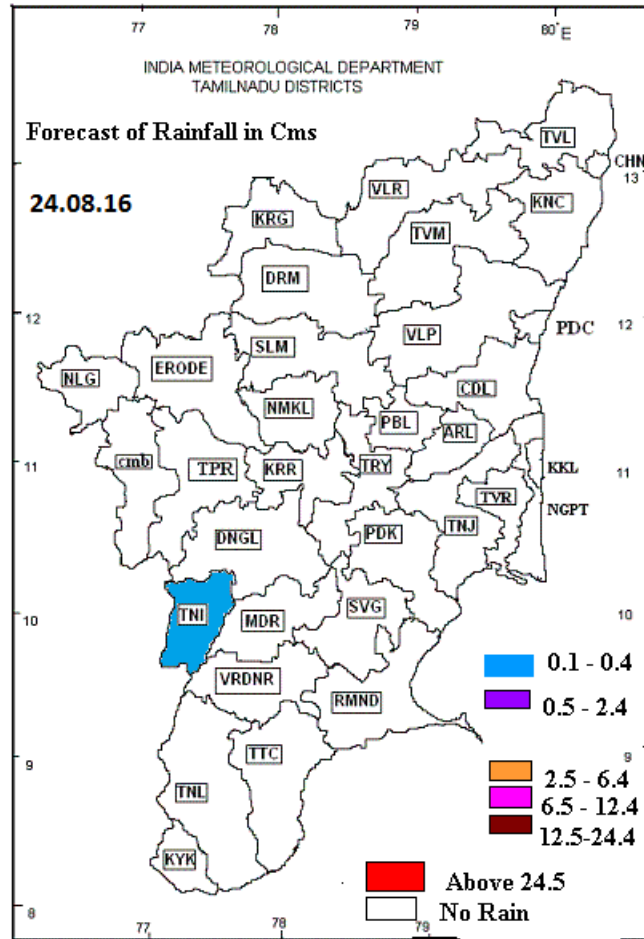 78 79 80°E
INDIA METEOROLOGICAL DEPARTMENT
TAMILNADU DISTRICTS
Forecast of Rainfall in Cms
TVL
CHN
13
VLR
24.08.16
KNC
KRG
TVM
DRM
12
12
PDC
VLP
SLM
ERODE
NLG
CDL
NMKL
PBL
ARL
11
cmb
TPR
KRR
TRY
KKL
11
TVR
NGPT
TNJ
DNGL
PDK
10
TNI
MDR
SVG
10
0.1 - 0.4
VRDNR
RMND
0.5 - 2.4
9
TTC
9
2.5 - 6.4
TNL
6.5 - 12.4
12.5-24.4
KYK
Above 24.5
8
No Rain
77 78 79